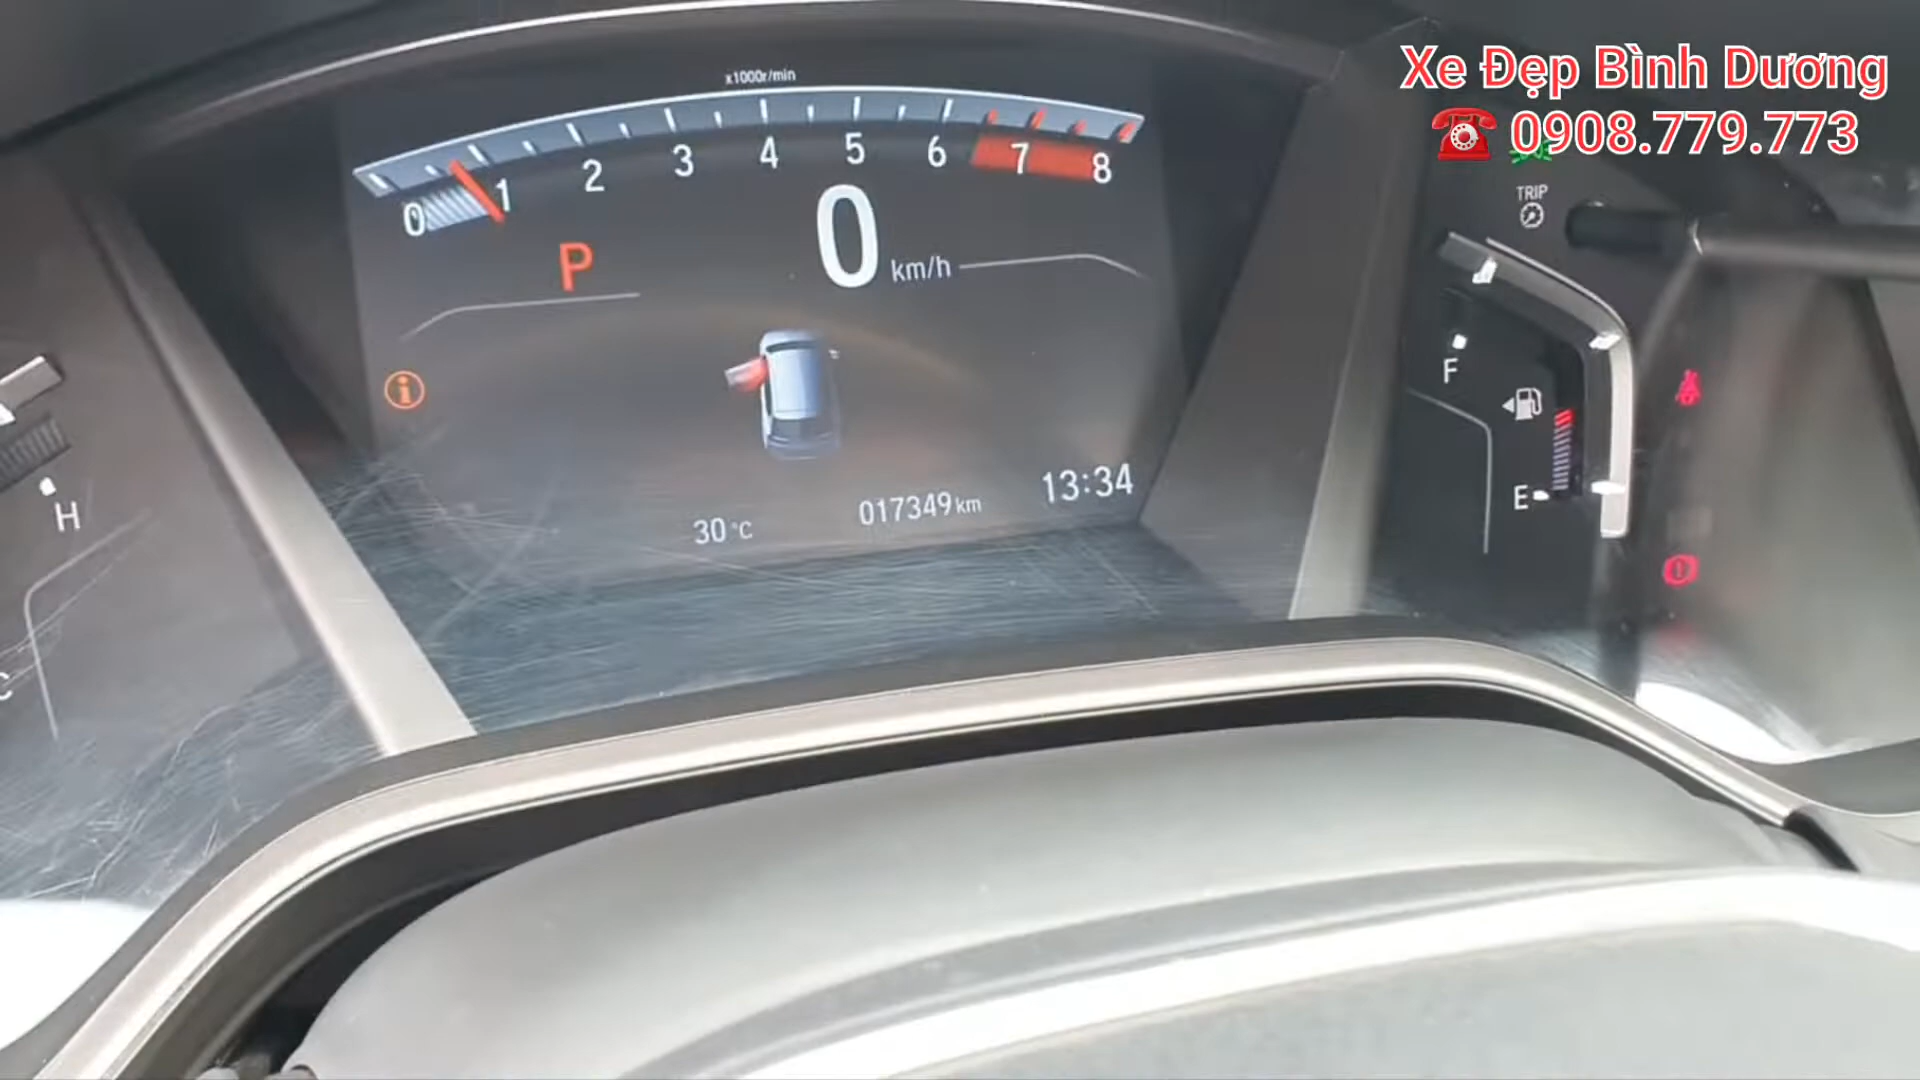 Xe Đẹp Bình Dương
☎ 0908.779.773
x1000r/min
0 1 2 3 4 5 6 7 8
P
0 km/h
TRIP
F
E
H
C
30 °C
017349 km
13:34